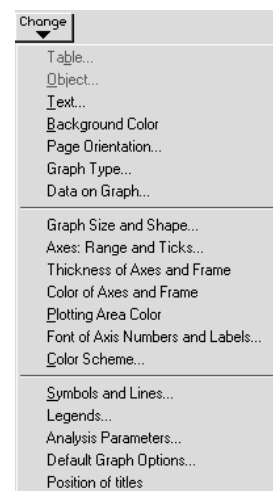 Change
Table...
Object...
Text...
Background Color
Page Orientation...
Graph Type...
Data on Graph...
Graph Size and Shape...
Axes: Range and Ticks...
Thickness of Axes and Frame
Color of Axes and Frame
Plotting Area Color
Font of Axis Numbers and Labels...
Color Scheme...
Symbols and Lines...
Legends...
Analysis Parameters...
Default Graph Options...
Position of titles